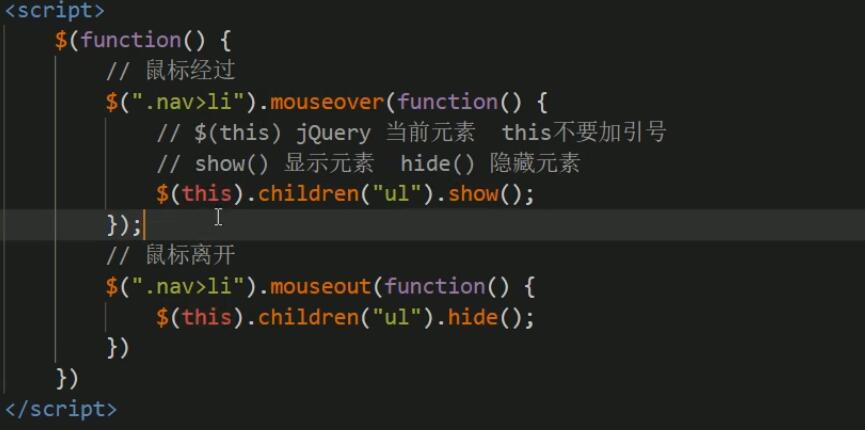 <script>
$(function() {
// 鼠标经过
$(".nav>li").mouseover(function() {
// $(this) jQuery 当前元素 this不要加引号
// show() 显示元素 hide() 隐藏元素
$(this).children("ul").show();
});
// 鼠标离开
$(".nav>li").mouseout(function() {
$(this).children("ul").hide();
})
})
</script>